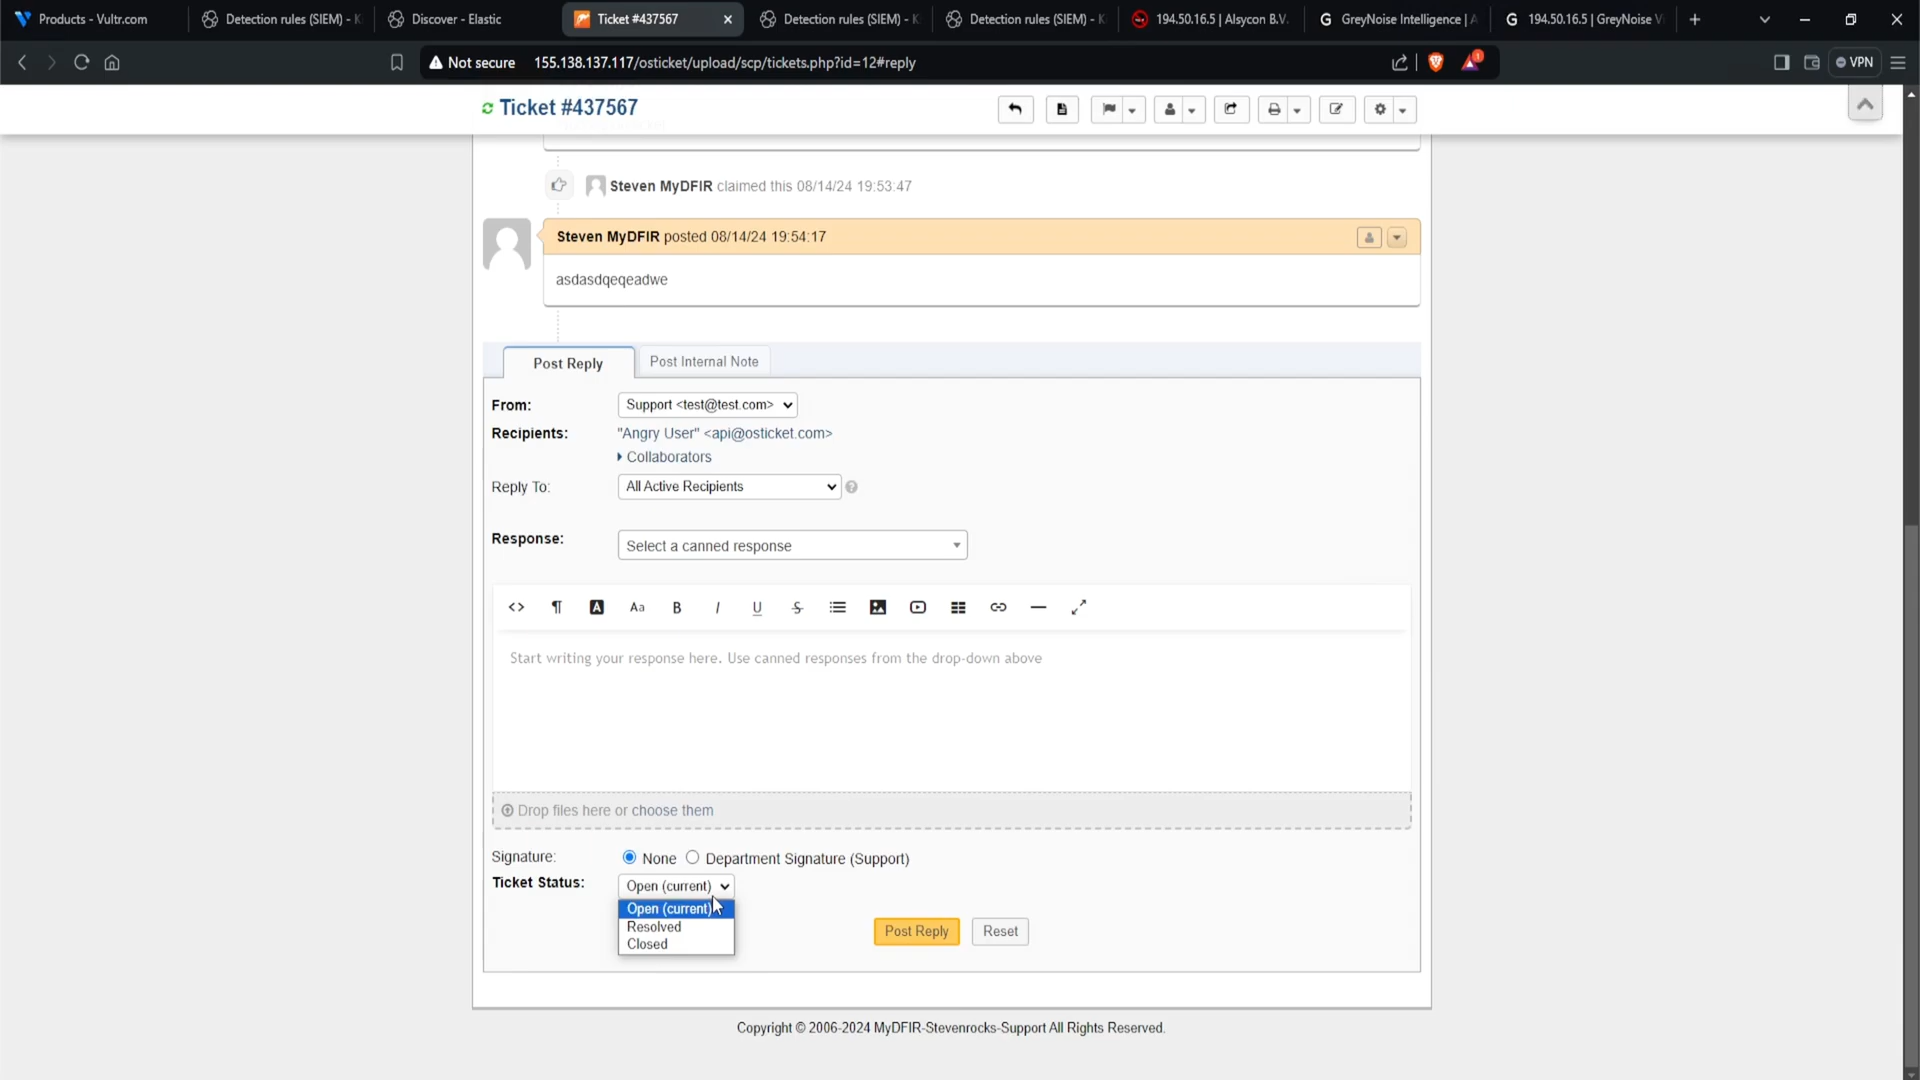 Products - Vultr.com
Detection rules (SIEM) - K
Discover - Elastic
Ticket #437567
Detection rules (SIEM) - K
Detection rules (SIEM) - K
194.50.16.5 | Alsycon B.V.
GreyNoise Intelligence | A
194.50.16.5 | GreyNoise V
Not secure 155.138.137.117/osticket/upload/scp/tickets.php?id=12#reply
1
VPN
Ticket #437567
Steven MyDFIR claimed this 08/14/24 19:53:47
Steven MyDFIR posted 08/14/24 19:54:17
asdasdqeqeadwe
Post Reply
Post Internal Note
From: Support <test@test.com>
Recipients: "Angry User" <api@osticket.com>
Collaborators
Reply To: All Active Recipients
Response: Select a canned response
Start writing your response here. Use canned responses from the drop-down above
Drop files here or choose them
Signature: None Department Signature (Support)
Ticket Status: Open (current)
Open (current)
Resolved
Closed
Post Reply
Reset
Copyright © 2006-2024 MyDFIR-Stevenrocks-Support All Rights Reserved.